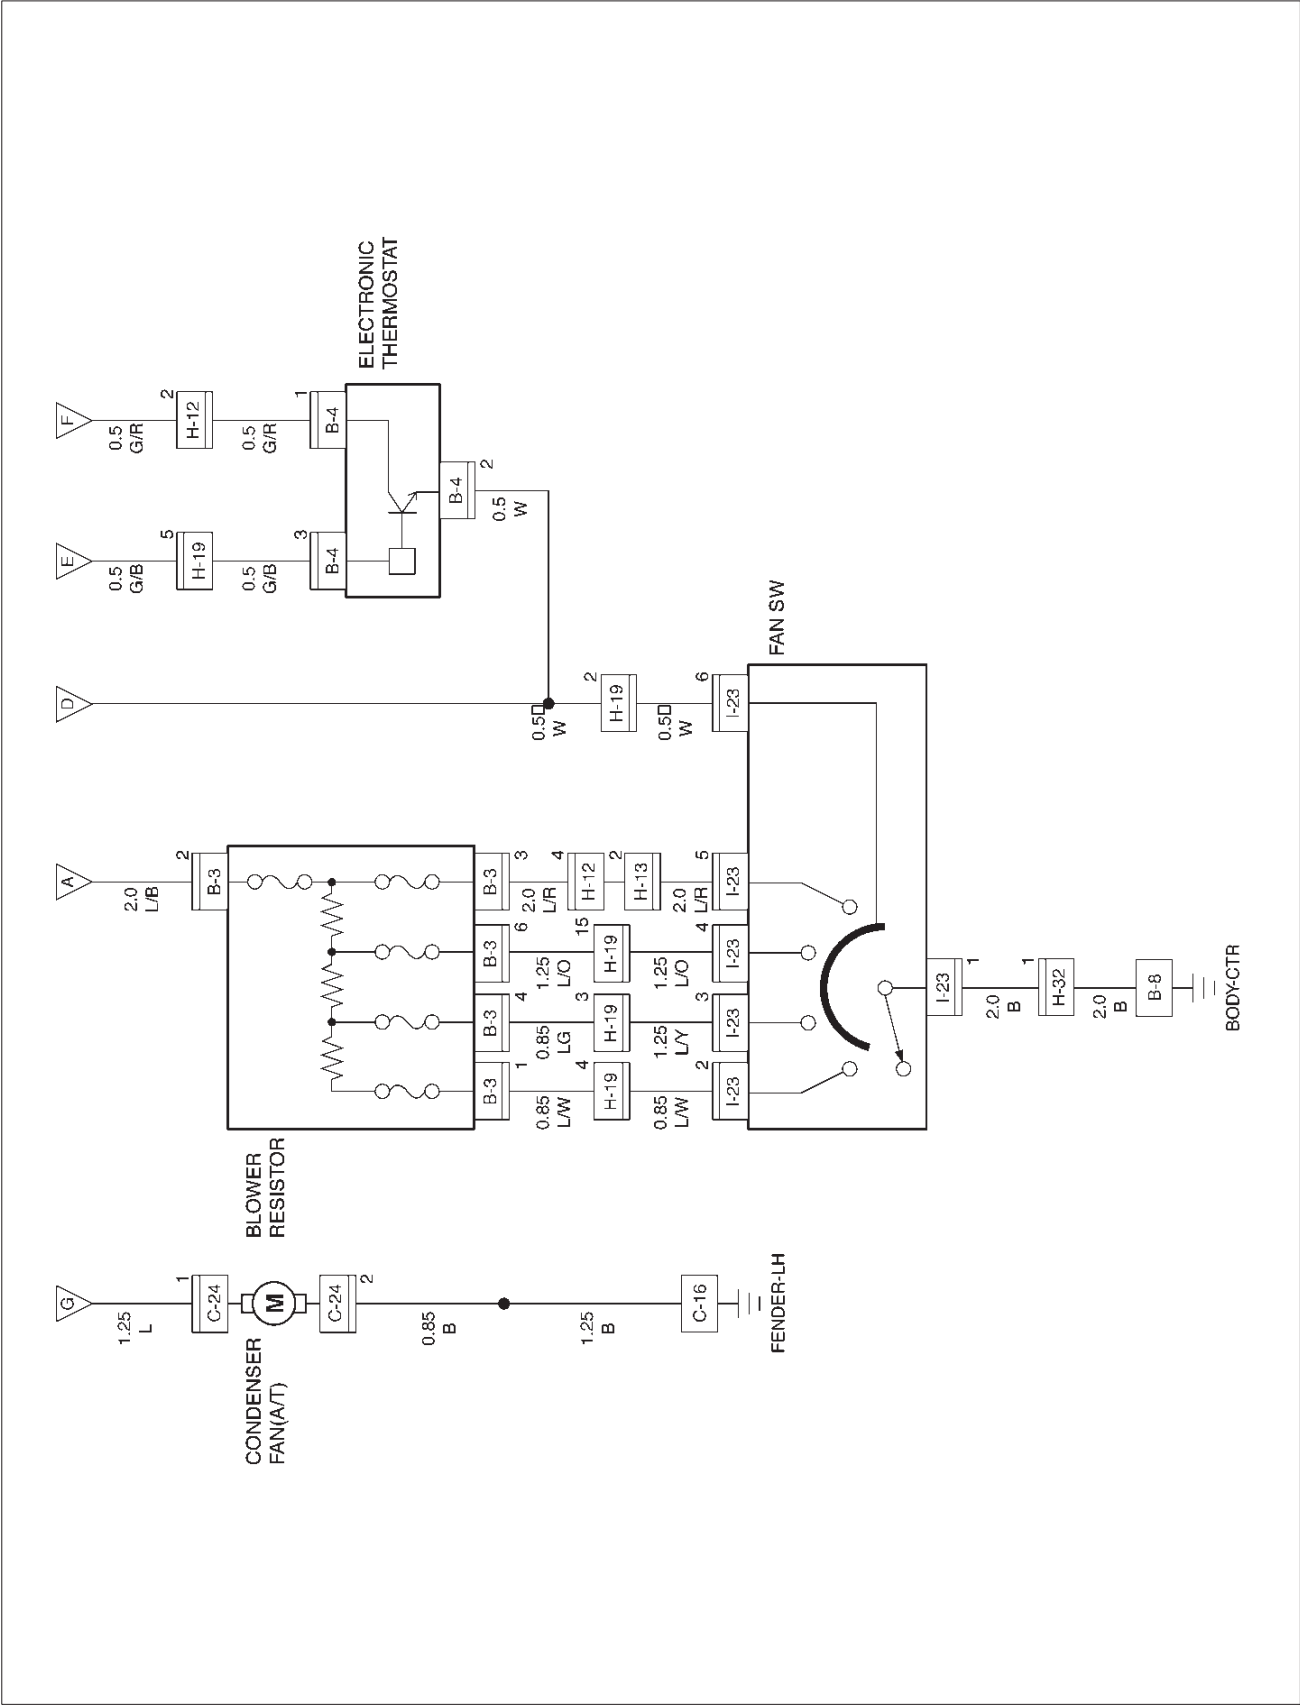 G
1.25
L
1
C-24
M
CONDENSER
FAN(A/T)
C-24
2
0.85
B
1.25
B
C-16
FENDER-LH
A
2.0
L/B
2
B-3
BLOWER
RESISTOR
B-3
1
B-3
4
B-3
6
B-3
3
0.85
L/W
0.85
LG
1.25
L/O
2.0
L/R
4
H-19
3
H-19
15
H-19
4
H-12
2
H-13
0.85
L/W
1.25
L/Y
1.25
L/O
2.0
L/R
2
I-23
3
I-23
4
I-23
5
I-23
D
0.5□
W
2
H-19
0.5□
W
6
I-23
FAN SW
I-23
1
2.0
B
1
H-32
2.0
B
B-8
BODY-CTR
E
0.5
G/B
5
H-19
0.5
G/B
3
B-4
F
0.5
G/R
2
H-12
0.5
G/R
1
B-4
ELECTRONIC
THERMOSTAT
B-4
2
0.5
W